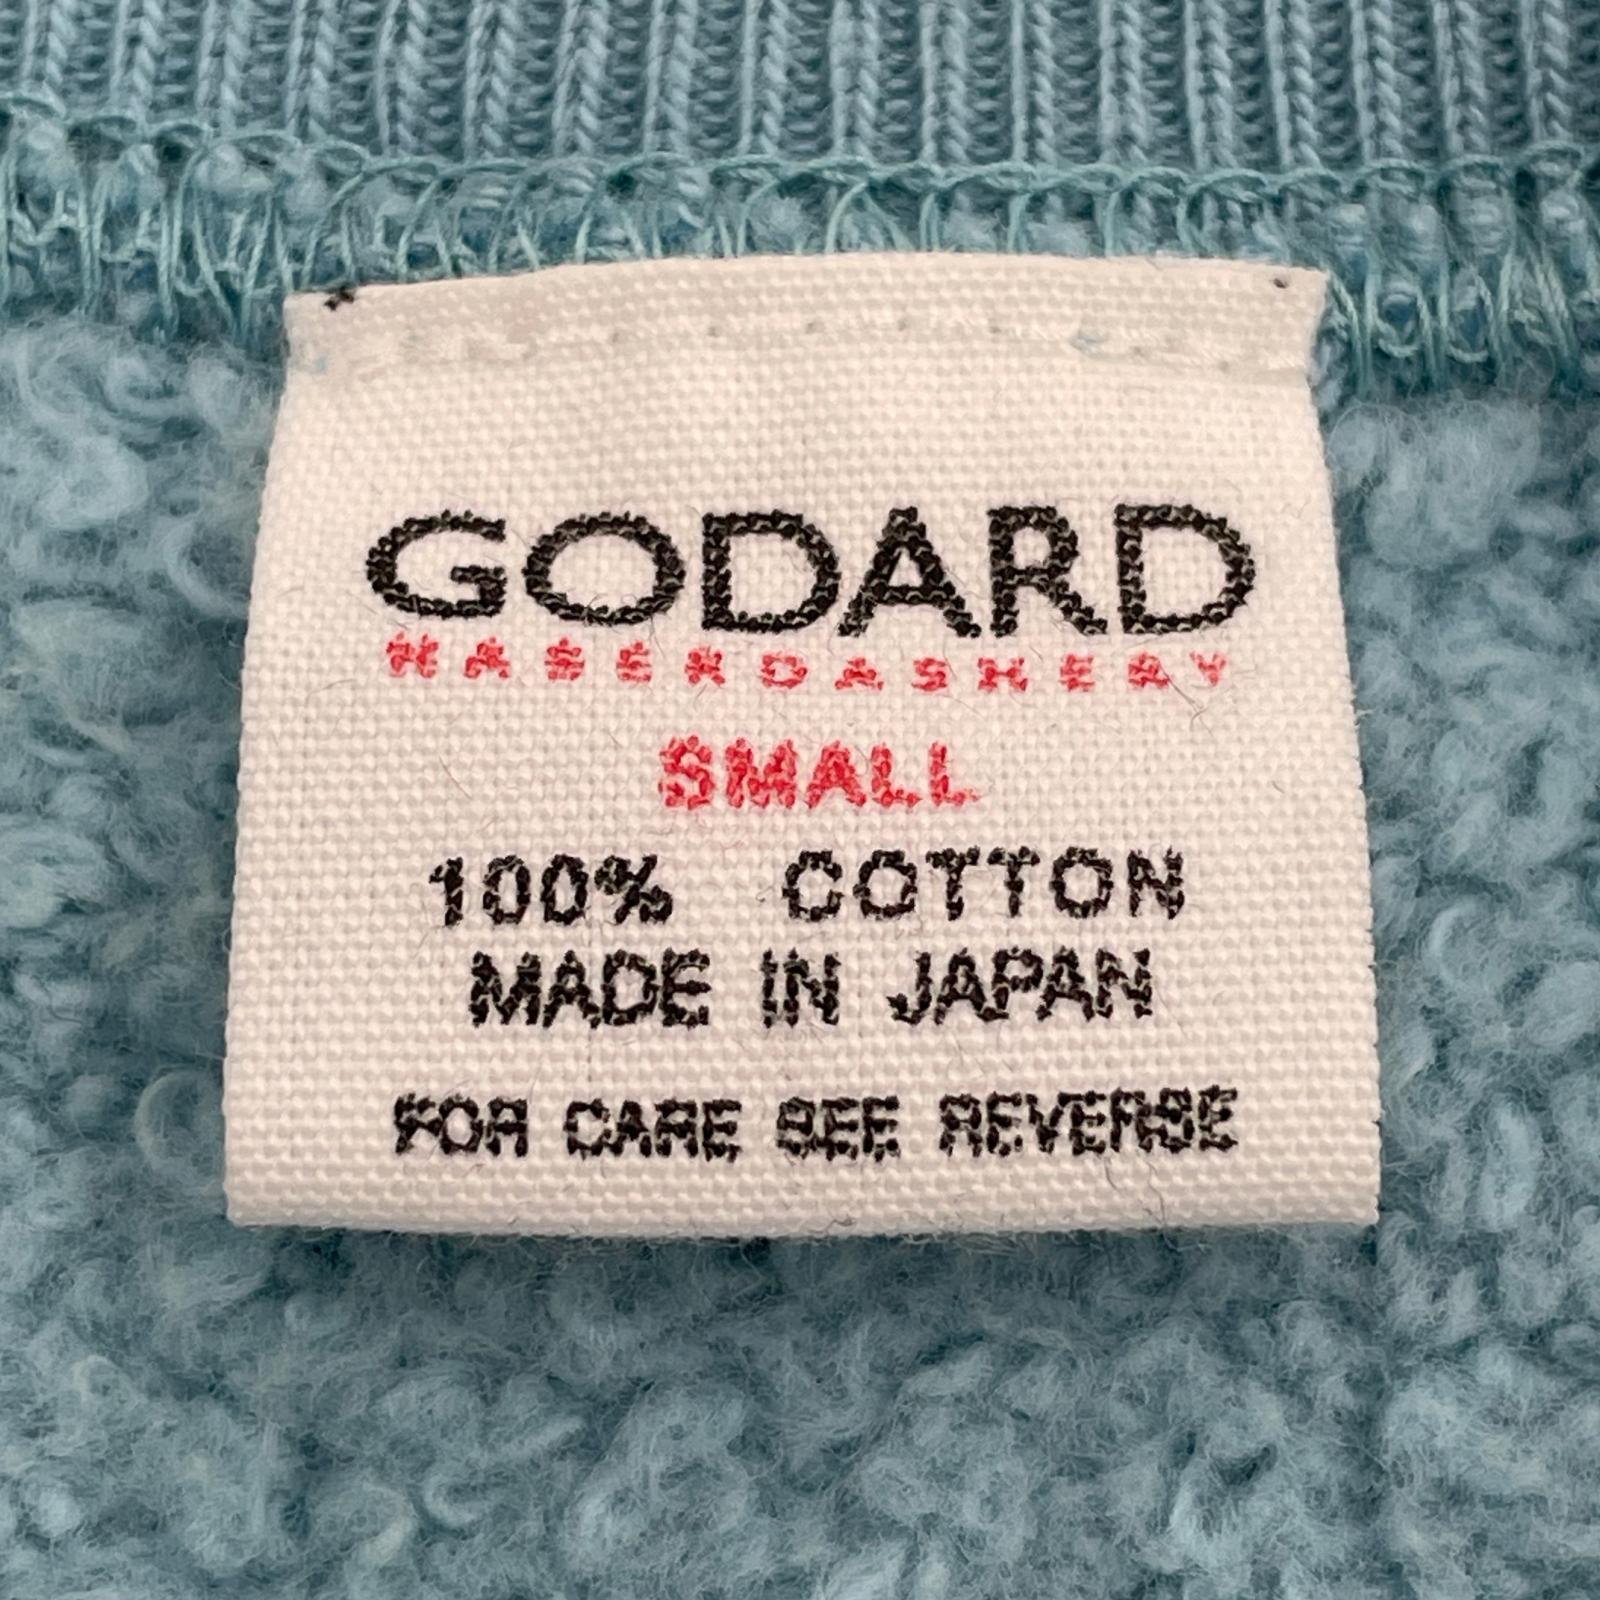 GODARD
HABERDASHERY
SMALL
100% COTTON
MADE IN JAPAN
FOR CARE SEE REVERSE